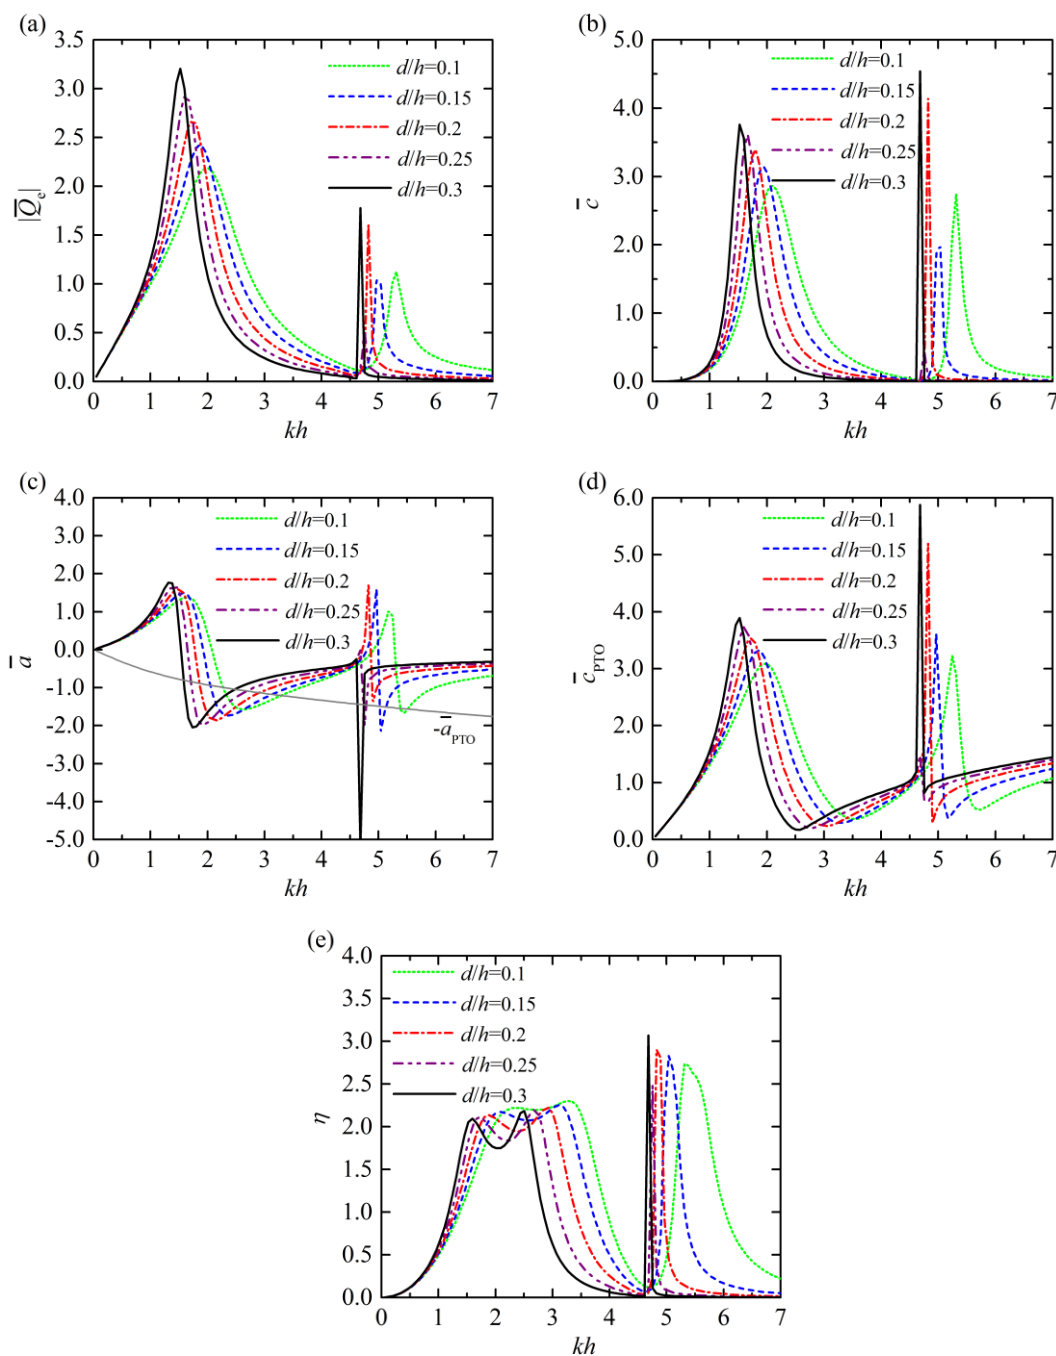 (a)
3.5
3.0
2.5
2.0
1.5
1.0
0.5
0.0
|Q̅e|
d/h=0.1
d/h=0.15
d/h=0.2
d/h=0.25
d/h=0.3
0 1 2 3 4 5 6 7
kh
(b)
5.0
4.0
3.0
2.0
1.0
0.0
c̅
d/h=0.1
d/h=0.15
d/h=0.2
d/h=0.25
d/h=0.3
0 1 2 3 4 5 6 7
kh
(c)
4.0
3.0
2.0
1.0
0.0
-1.0
-2.0
-3.0
-4.0
-5.0
a̅
d/h=0.1
d/h=0.15
d/h=0.2
d/h=0.25
d/h=0.3
-a̅PTO
0 1 2 3 4 5 6 7
kh
(d)
6.0
5.0
4.0
3.0
2.0
1.0
0.0
c̅PTO
d/h=0.1
d/h=0.15
d/h=0.2
d/h=0.25
d/h=0.3
0 1 2 3 4 5 6 7
kh
(e)
4.0
3.5
3.0
2.5
2.0
1.5
1.0
0.5
0.0
η
d/h=0.1
d/h=0.15
d/h=0.2
d/h=0.25
d/h=0.3
0 1 2 3 4 5 6 7
kh